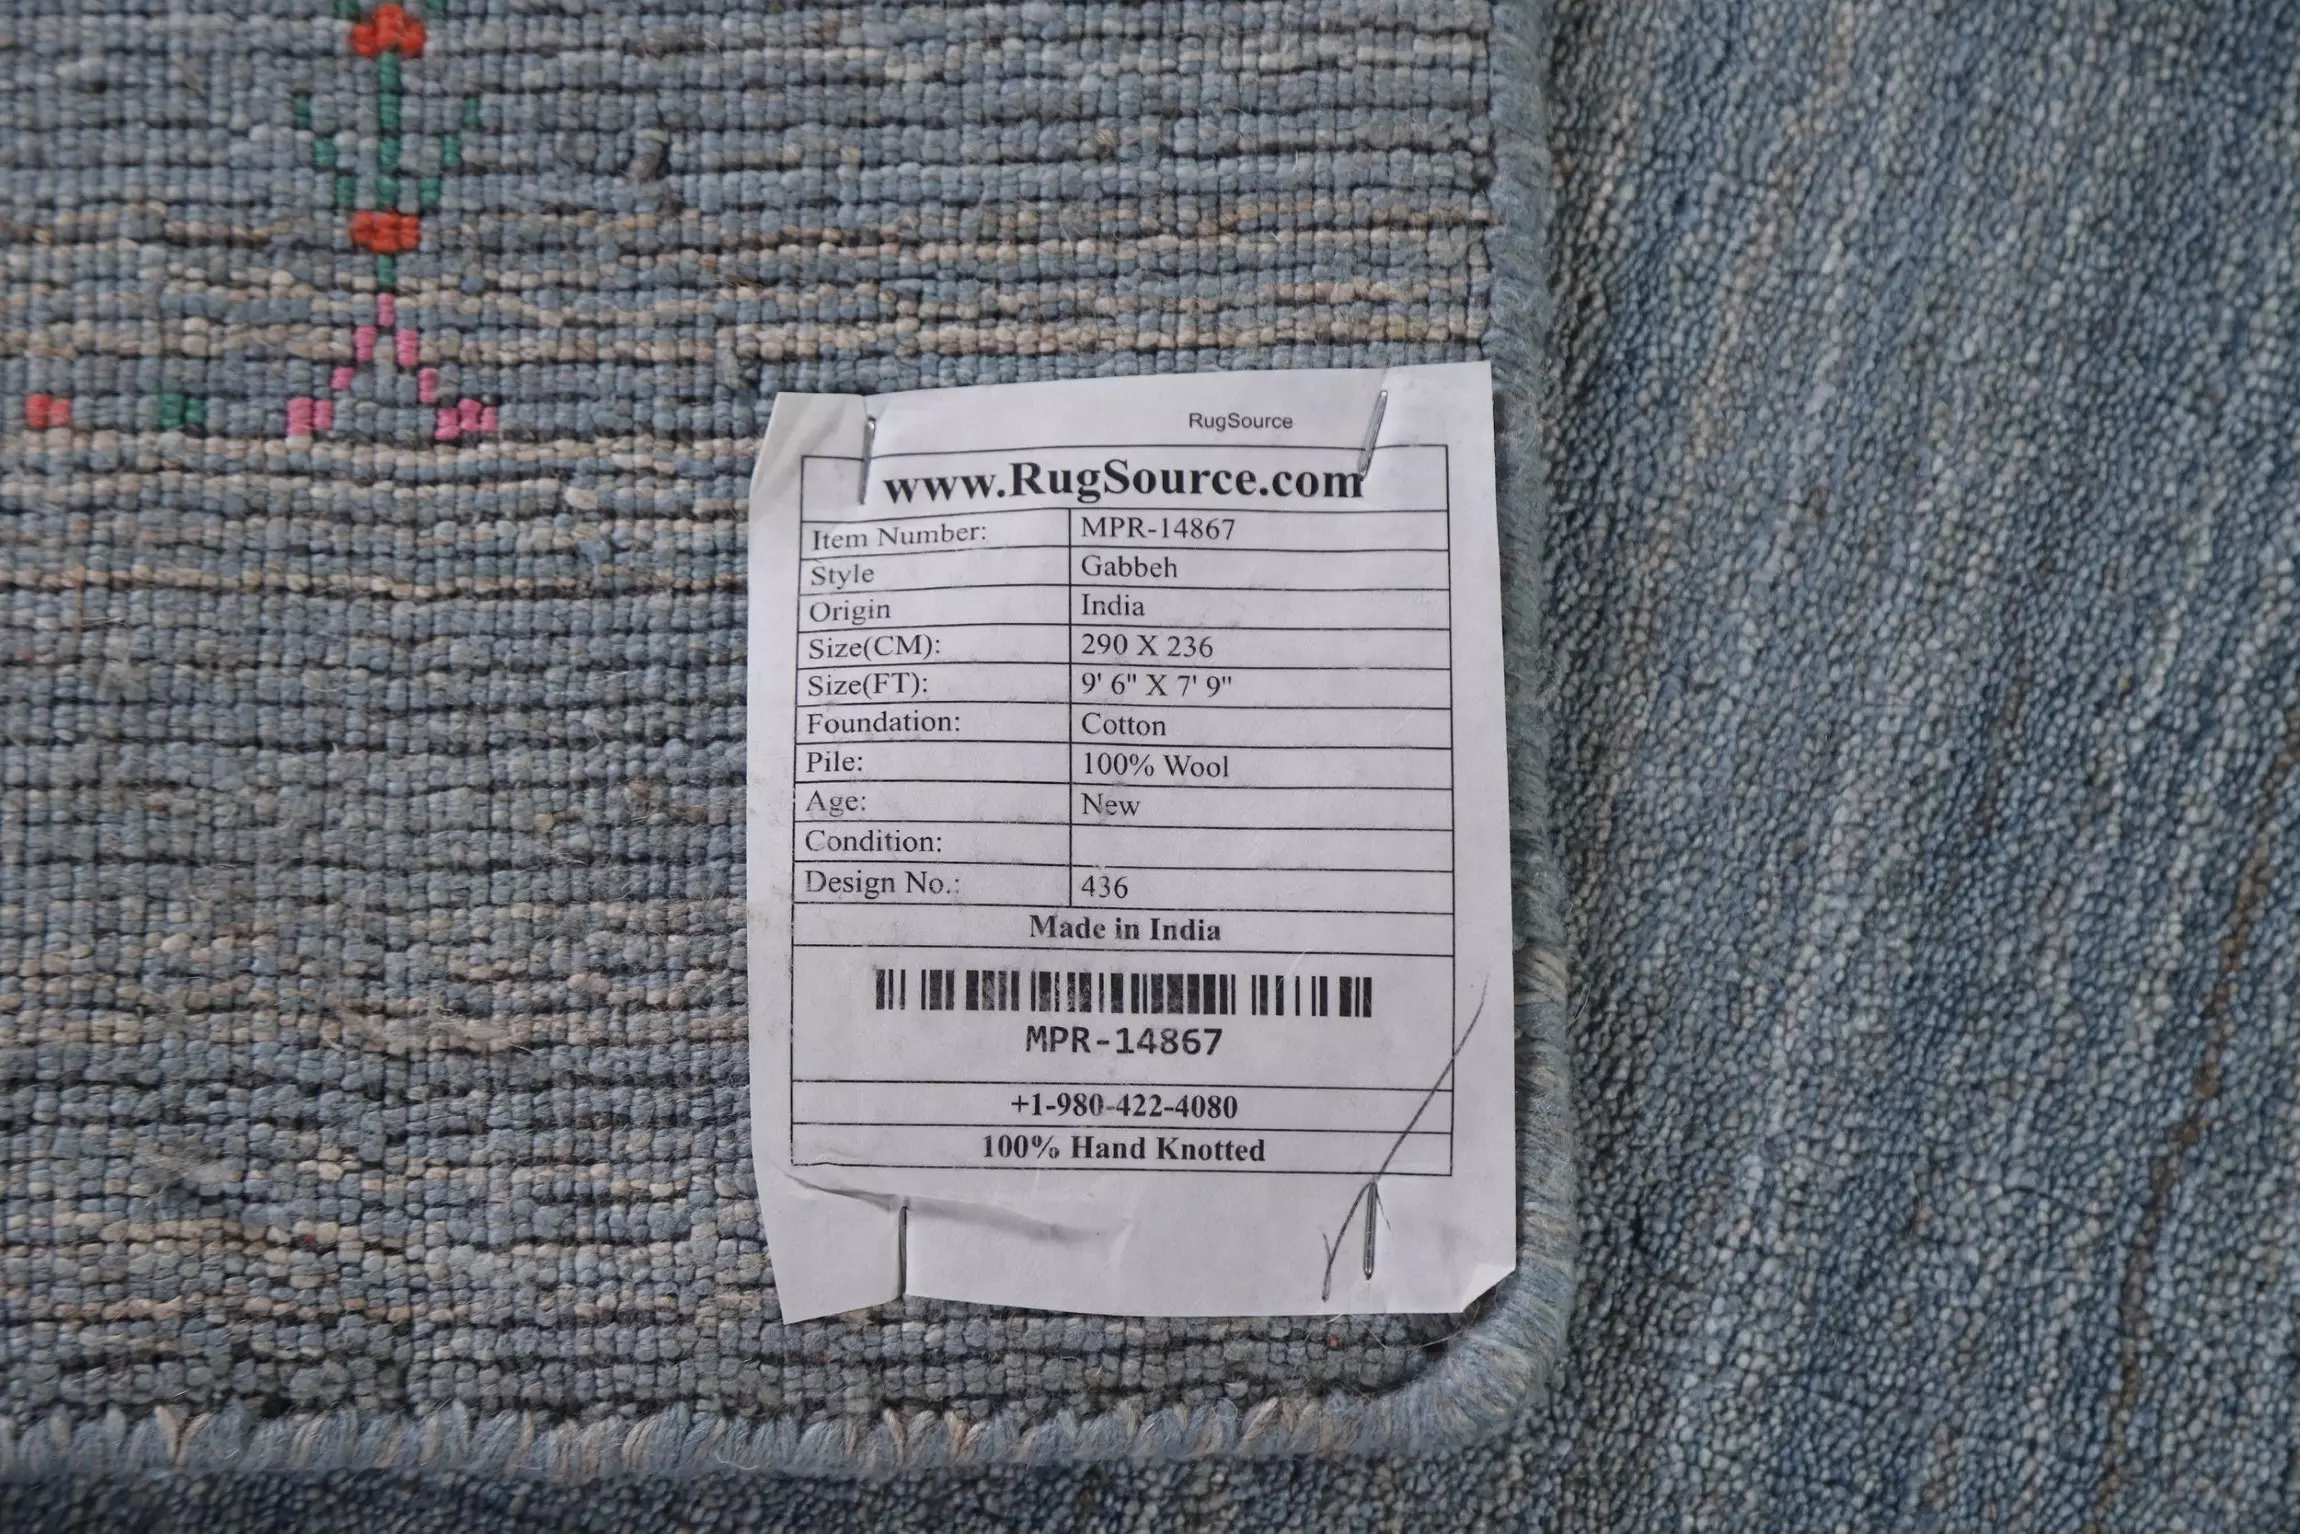 RugSource
www.RugSource.com
Item Number: MPR-14867
Style Gabbeh
Origin India
Size(CM): 290 X 236
Size(FT): 9' 6" X 7' 9"
Foundation: Cotton
Pile: 100% Wool
Age: New
Condition:
Design No.: 436
Made in India
MPR-14867
+1-980-422-4080
100% Hand Knotted